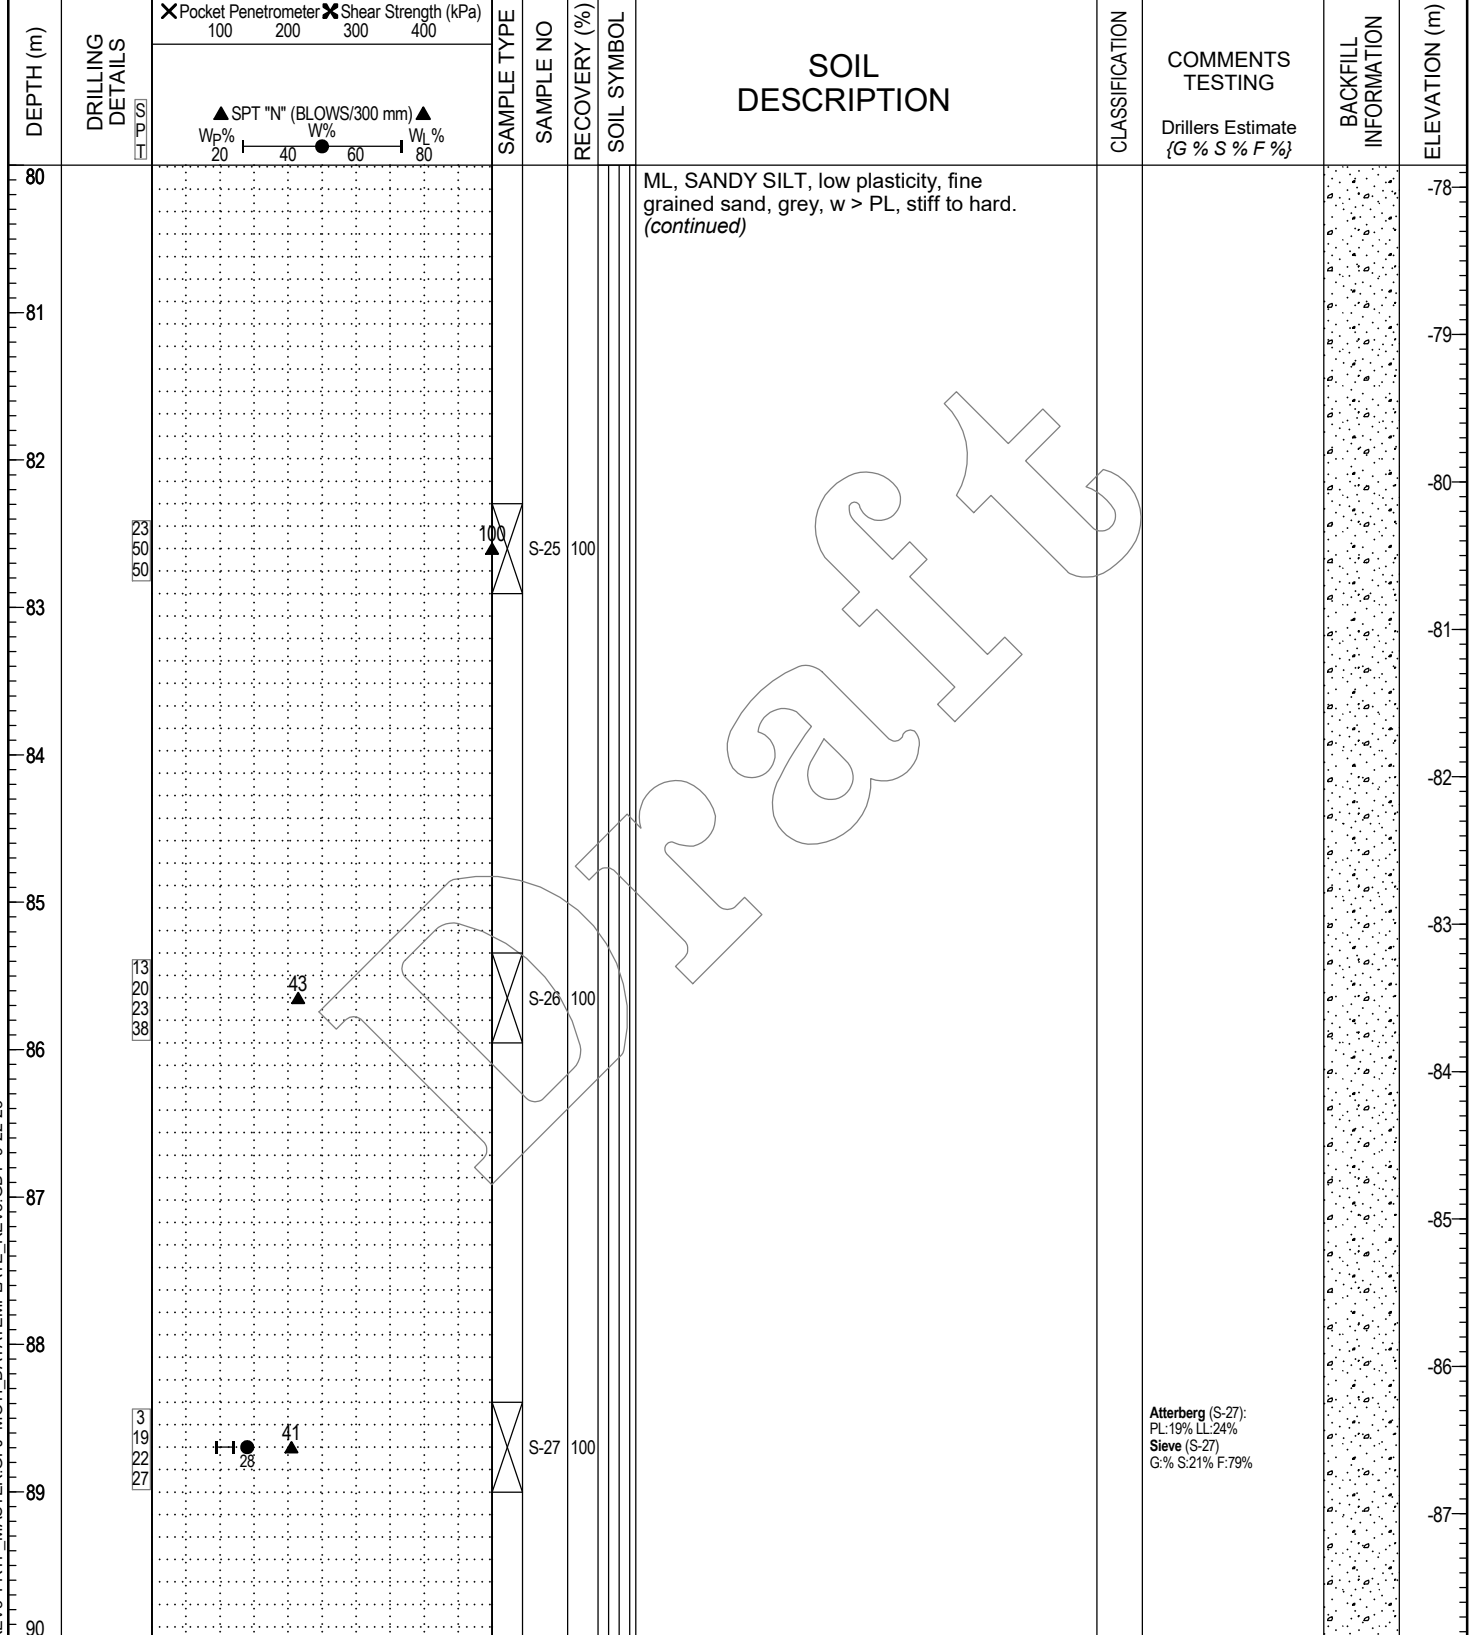 DEPTH (m)
DRILLING
DETAILS
S
P
T
Pocket Penetrometer Shear Strength (kPa)
100 200 300 400
SPT "N" (BLOWS/300 mm)
WP% W% WL%
20 40 60 80
SAMPLE TYPE
SAMPLE NO
RECOVERY (%)
SOIL SYMBOL
SOIL
DESCRIPTION
CLASSIFICATION
COMMENTS
TESTING
Drillers Estimate
{G % S % F %}
BACKFILL
INFORMATION
ELEVATION (m)
80
ML, SANDY SILT, low plasticity, fine
grained sand, grey, w > PL, stiff to hard.
(continued)
-78
81
-79
82
-80
23
50
50
100
S-25 100
83
-81
84
-82
85
-83
13
20
23
38
43
S-26 100
86
-84
87
-85
88
-86
3
19
22
27
28
41
S-27 100
Atterberg (S-27):
PL:19% LL:24%
Sieve (S-27)
G:% S:21% F:79%
89
-87
90
Draft